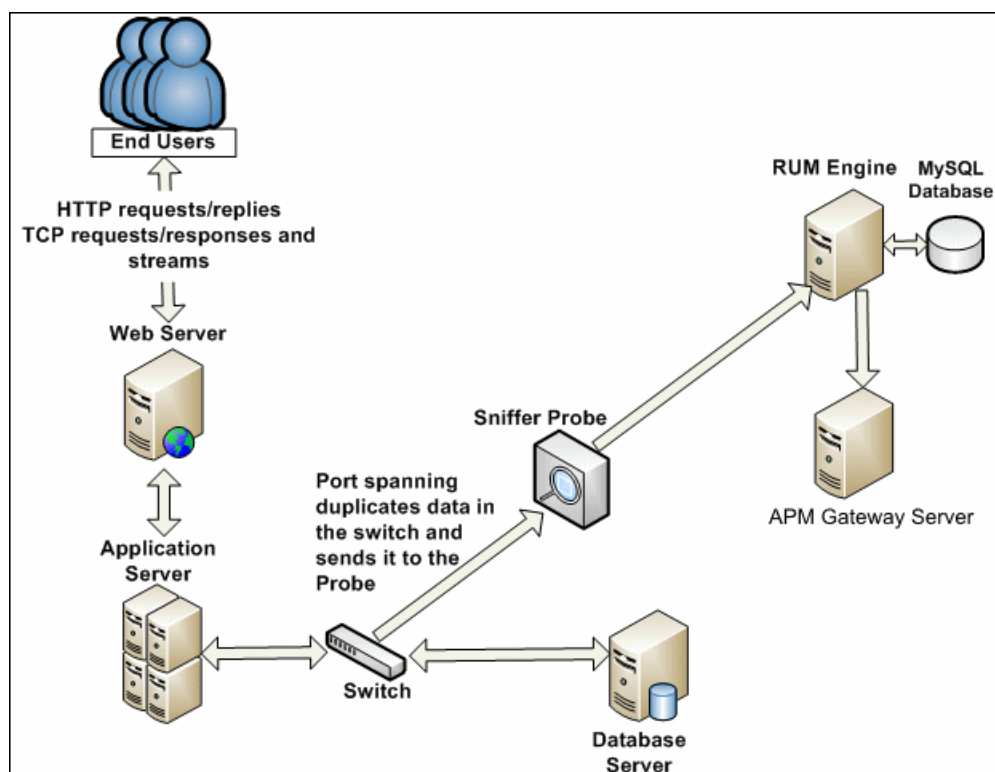 End Users
HTTP requests/replies
TCP requests/responses and
streams
Web Server
Application
Server
Port spanning
duplicates data in
the switch and
sends it to the
Probe
Switch
Sniffer Probe
RUM Engine
MySQL
Database
APM Gateway Server
Database
Server